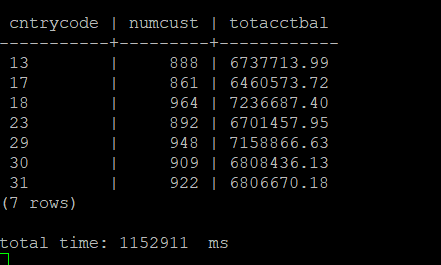 cntrycode | numcust | totacctbal
-----------+---------+------------
 13        |     888 | 6737713.99
 17        |     861 | 6460573.72
 18        |     964 | 7236687.40
 23        |     892 | 6701457.95
 29        |     948 | 7158866.63
 30        |     909 | 6808436.13
 31        |     922 | 6806670.18
(7 rows)

total time: 1152911  ms